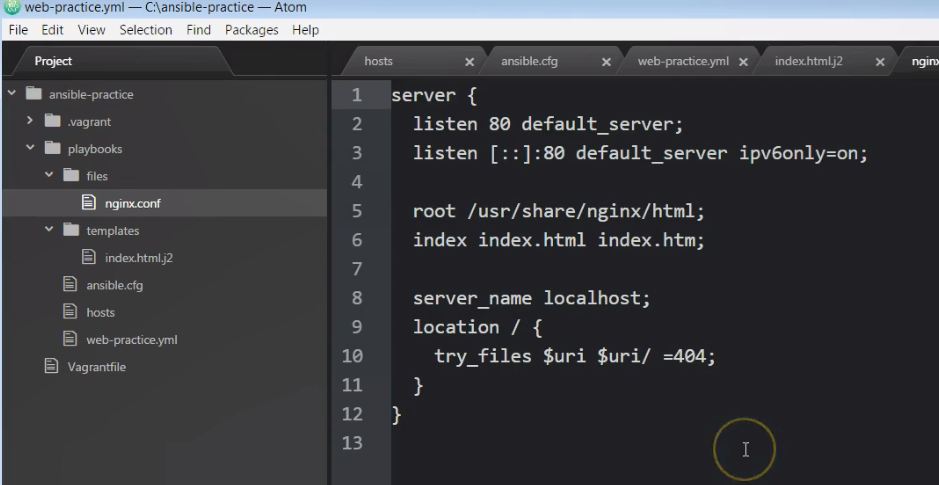 web-practice.yml — C:\ansible-practice — Atom
File Edit View Selection Find Packages Help
Project
ansible-practice
.vagrant
playbooks
files
nginx.conf
templates
index.html.j2
ansible.cfg
hosts
web-practice.yml
Vagrantfile
hosts × ansible.cfg × web-practice.yml × index.html.j2 × nginx
1 server {
2 listen 80 default_server;
3 listen [::]:80 default_server ipv6only=on;
4
5 root /usr/share/nginx/html;
6 index index.html index.htm;
7
8 server_name localhost;
9 location / {
10 try_files $uri $uri/ =404;
11 }
12 }
13